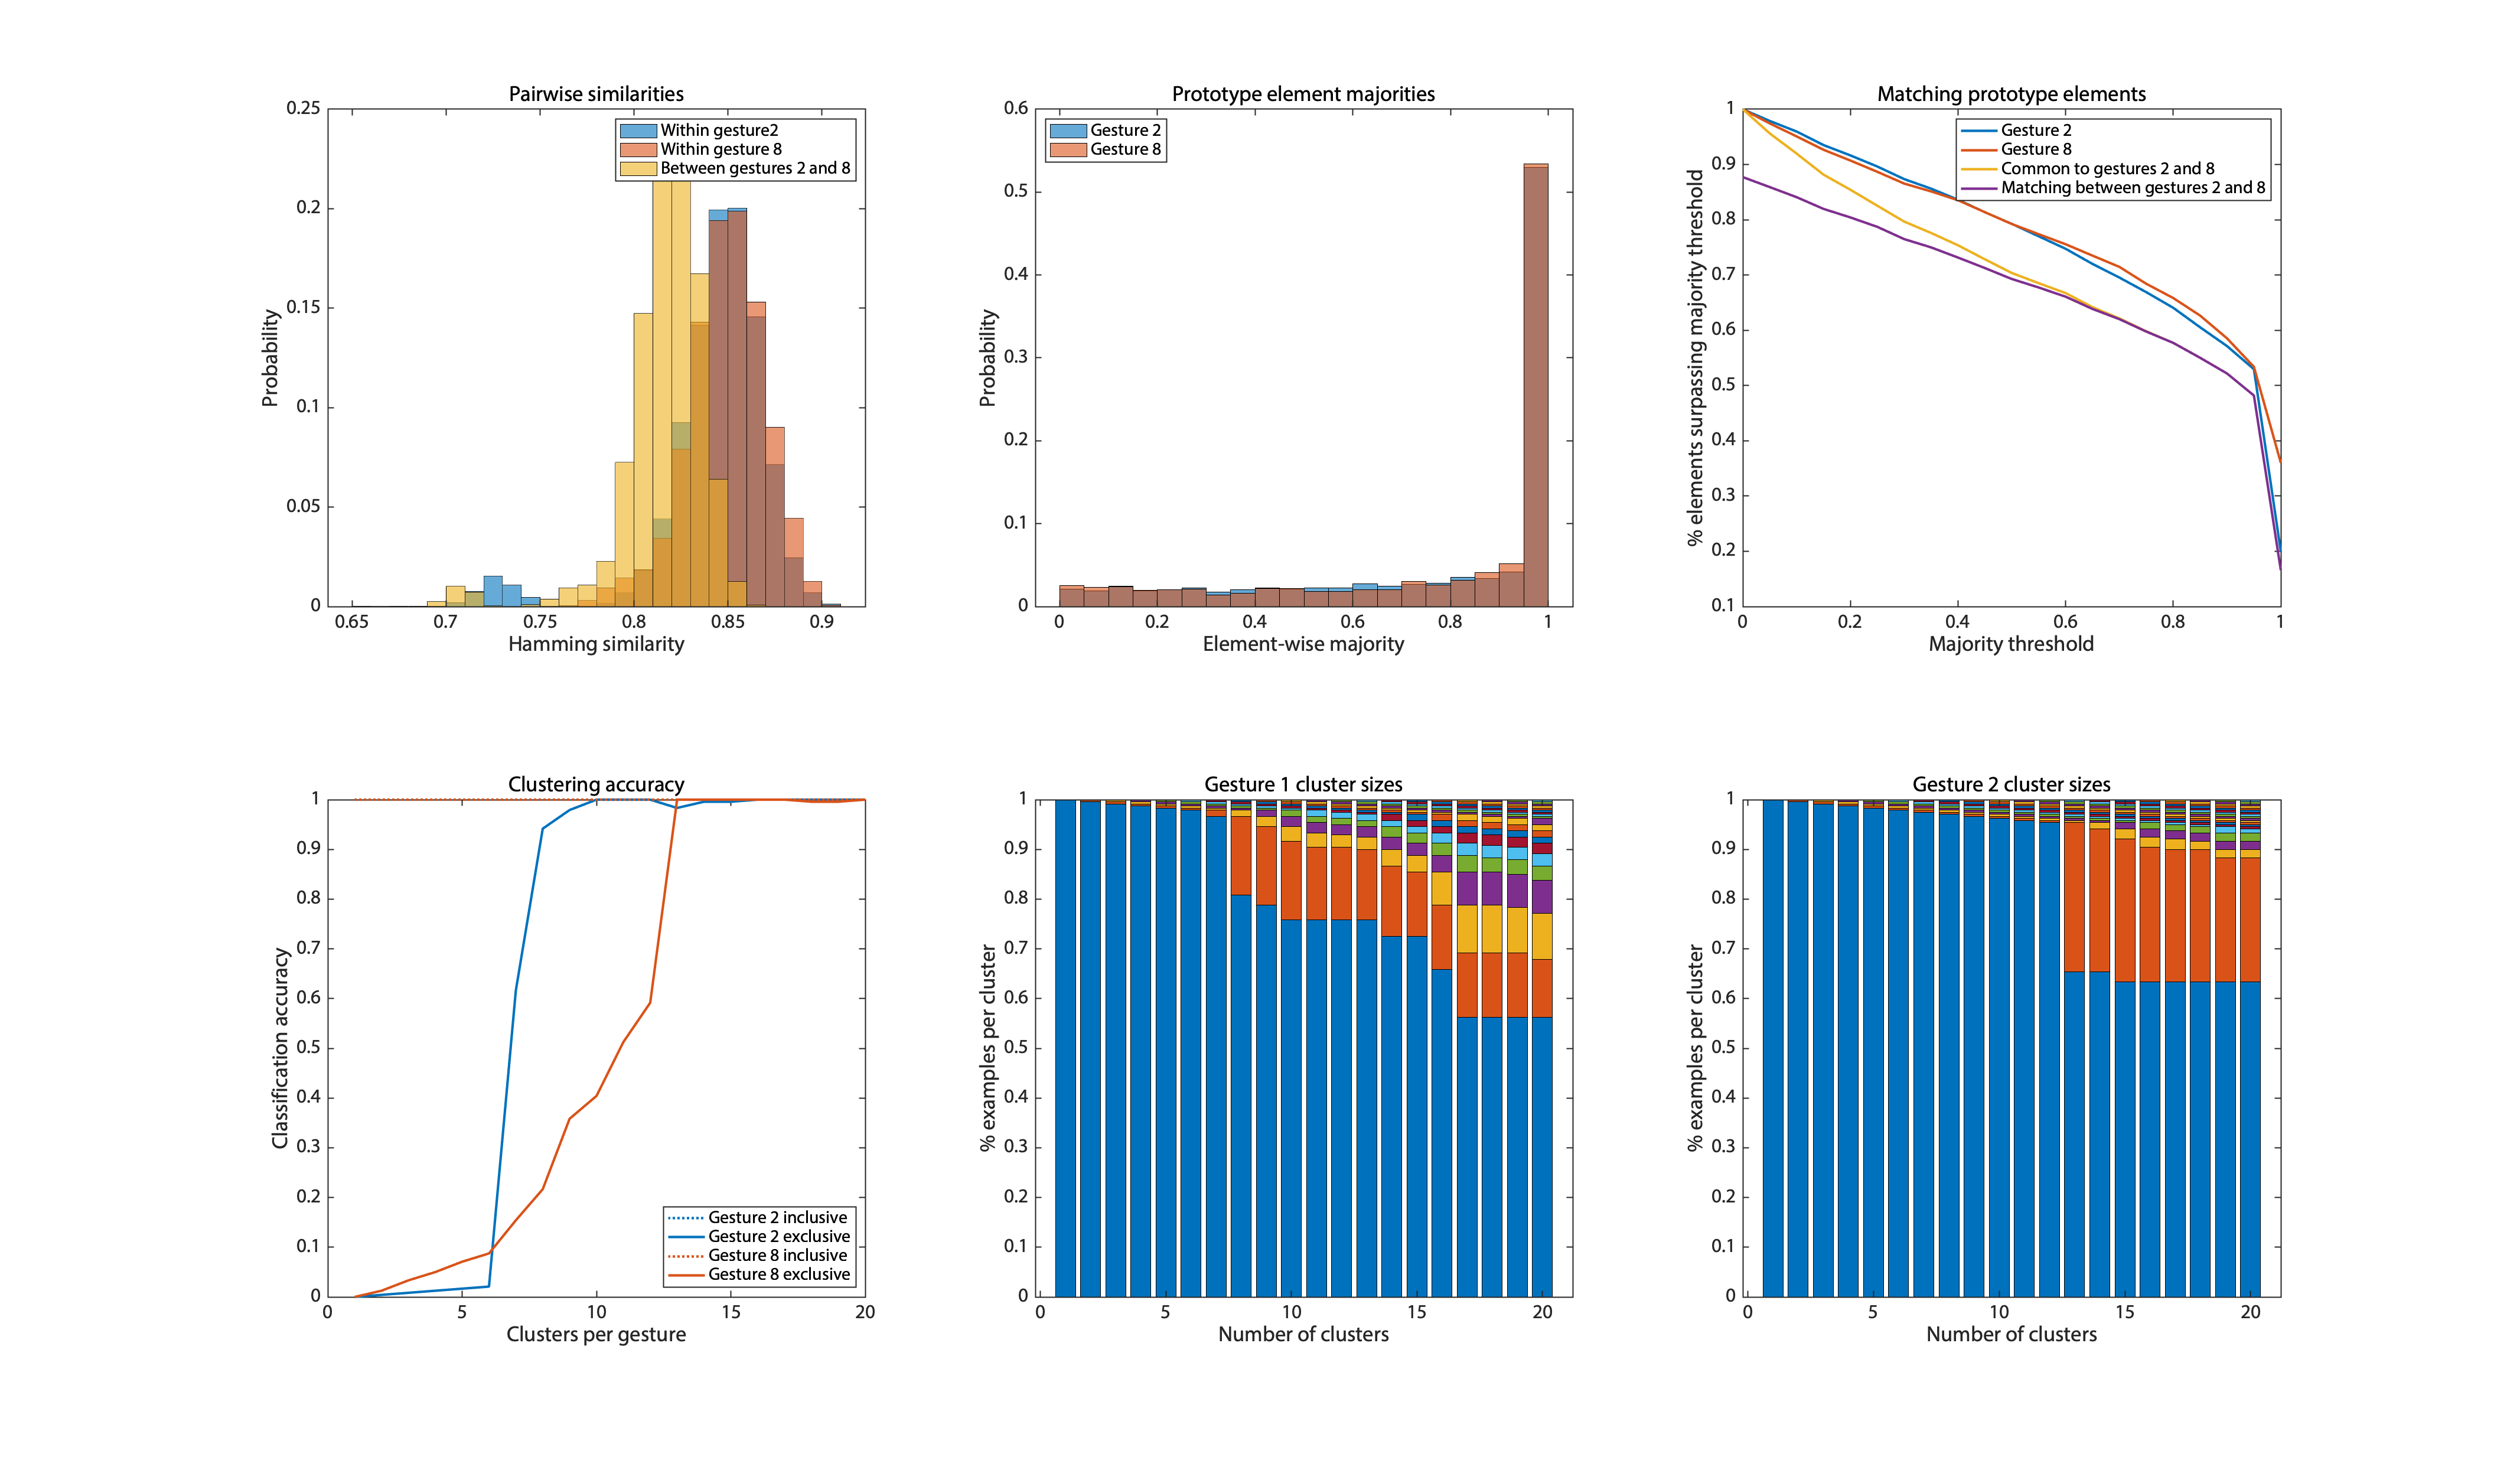 Pairwise similarities
0.25
0.2
0.15
0.1
0.05
0
Probability
Within gesture2
Within gesture 8
Between gestures 2 and 8
0.65 0.7 0.75 0.8 0.85 0.9
Hamming similarity
Prototype element majorities
0.6
0.5
0.4
0.3
0.2
0.1
0
Probability
Gesture 2
Gesture 8
0 0.2 0.4 0.6 0.8 1
Element-wise majority
Matching prototype elements
1
0.9
0.8
0.7
0.6
0.5
0.4
0.3
0.2
0.1
% elements surpassing majority threshold
Gesture 2
Gesture 8
Common to gestures 2 and 8
Matching between gestures 2 and 8
0 0.2 0.4 0.6 0.8 1
Majority threshold
Clustering accuracy
1
0.9
0.8
0.7
0.6
0.5
0.4
0.3
0.2
0.1
0
Classification accuracy
Gesture 2 inclusive
Gesture 2 exclusive
Gesture 8 inclusive
Gesture 8 exclusive
0 5 10 15 20
Clusters per gesture
Gesture 1 cluster sizes
1
0.9
0.8
0.7
0.6
0.5
0.4
0.3
0.2
0.1
0
% examples per cluster
0 5 10 15 20
Number of clusters
Gesture 2 cluster sizes
1
0.9
0.8
0.7
0.6
0.5
0.4
0.3
0.2
0.1
0
% examples per cluster
0 5 10 15 20
Number of clusters